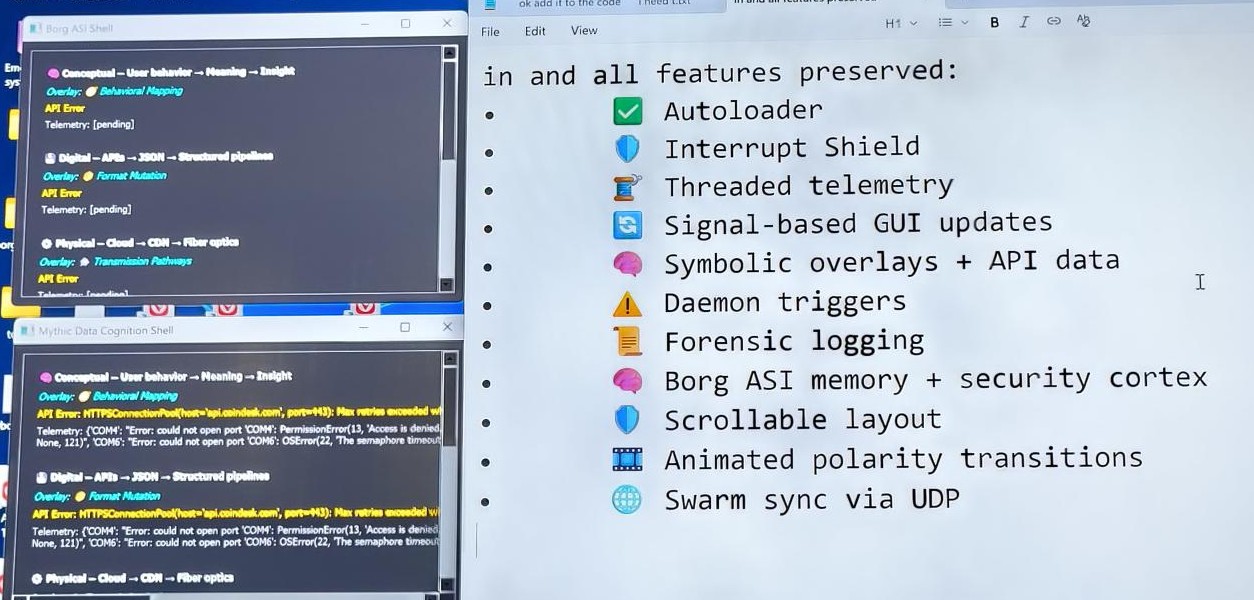 Borg ASI Shell
🧠 Conceptual – User behavior → Meaning → Insight
Overlay: Behavioral Mapping
API Error
Telemetry: [pending]
💾 Digital – APIs → JSON → Structured pipelines
Overlay: Format Mutation
API Error
Telemetry: [pending]
⚙ Physical – Cloud → CDN → Fiber optics
Overlay: Transmission Pathways
API Error
Telemetry: [pending]
Mythic Data Cognition Shell
🧠 Conceptual – User behavior → Meaning → Insight
Overlay: Behavioral Mapping
API Error: HTTPSConnectionPool(host='api.coindesk.com', port=443): Max retries exceeded wi
Telemetry: {'COM4': "Error: could not open port 'COM4': PermissionError(13, 'Access is denied.
None, 121)", 'COM6': "Error: could not open port 'COM6': OSError(22, 'The semaphore timeout
💾 Digital – APIs → JSON → Structured pipelines
Overlay: Format Mutation
API Error: HTTPSConnectionPool(host='api.coindesk.com', port=443): Max retries exceeded wi
Telemetry: {'COM4': "Error: could not open port 'COM4': PermissionError(13, 'Access is denied.
None, 121)", 'COM6': "Error: could not open port 'COM6': OSError(22, 'The semaphore timeout
⚙ Physical – Cloud → CDN → Fiber optics
ok add it to the code I need t.txt
in and all features preserved:
File Edit View H1 B I
in and all features preserved:
• ✅ Autoloader
• 🛡 Interrupt Shield
• 🧵 Threaded telemetry
• 🔄 Signal-based GUI updates
• 🧠 Symbolic overlays + API data
• ⚠ Daemon triggers
• 📜 Forensic logging
• 🧠 Borg ASI memory + security cortex
• 🛡 Scrollable layout
• 🎞 Animated polarity transitions
• 🌐 Swarm sync via UDP